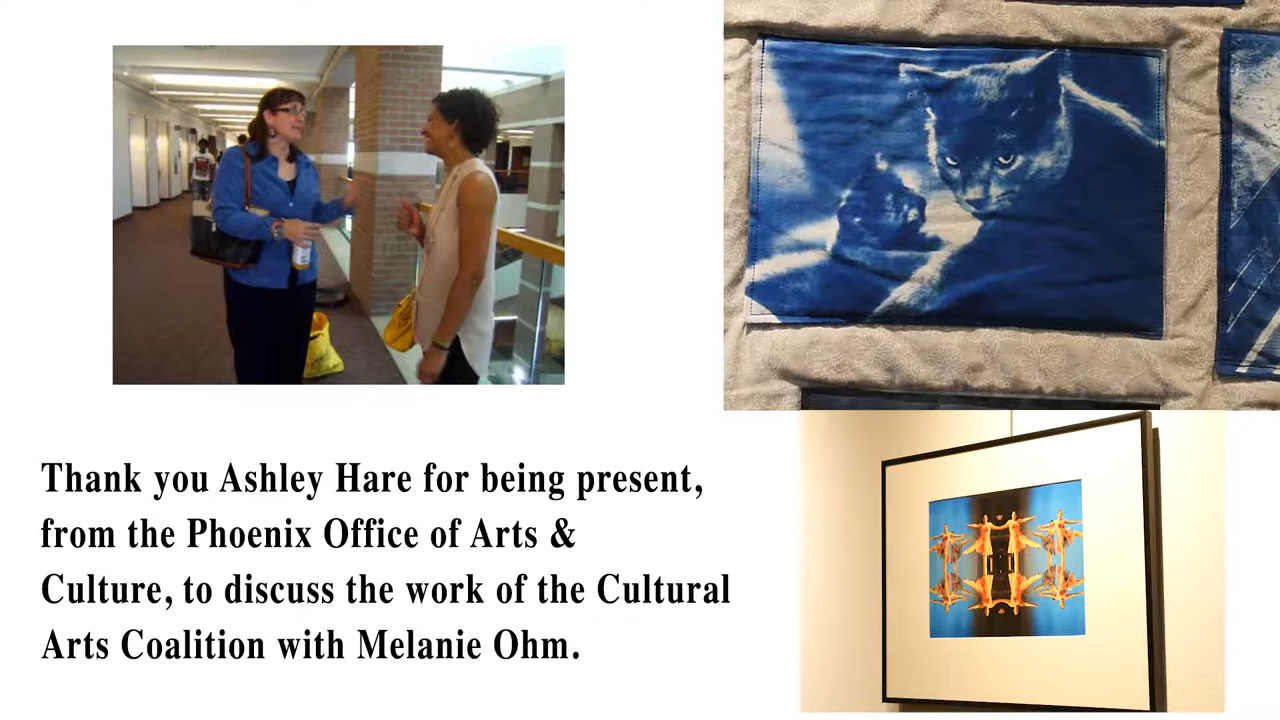 Thank you Ashley Hare for being present,
from the Phoenix Office of Arts &
Culture, to discuss the work of the Cultural
Arts Coalition with Melanie Ohm.